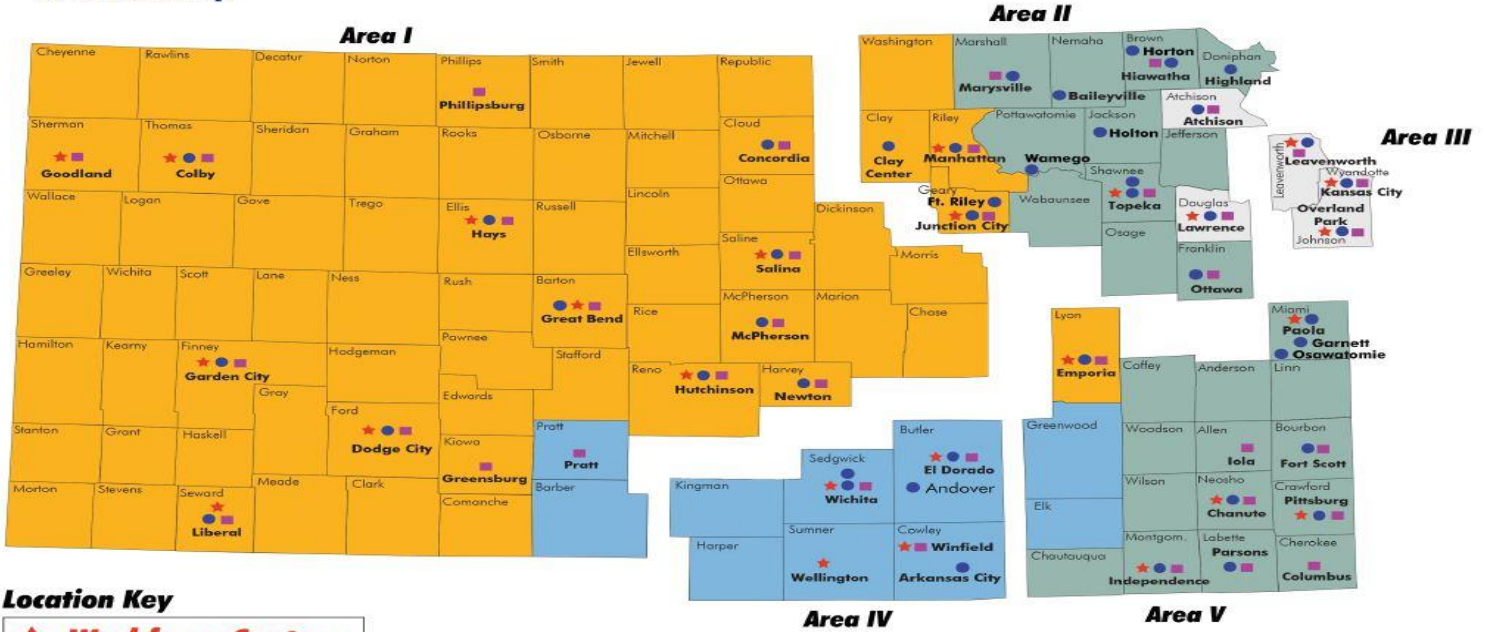 Area I
Area II
Area III
Cheyenne
Rawlins
Decatur
Norton
Phillips
Smith
Jewell
Republic
Phillipsburg
Sherman
Thomas
Sheridan
Graham
Rooks
Osborne
Mitchell
Cloud
Concordia
Goodland
Colby
Ottawa
Wallace
Logan
Gove
Trego
Ellis
Hays
Russell
Lincoln
Dickinson
Saline
Salina
Ellsworth
Morris
Greeley
Wichita
Scott
Lane
Ness
Rush
Barton
Great Bend
Rice
McPherson
McPherson
Marion
Chase
Hamilton
Kearny
Finney
Garden City
Hodgeman
Pawnee
Stafford
Reno
Hutchinson
Harvey
Newton
Gray
Ford
Dodge City
Edwards
Stanton
Grant
Haskell
Kiowa
Greensburg
Pratt
Pratt
Morton
Stevens
Seward
Liberal
Meade
Clark
Comanche
Barber
Washington
Marshall
Marysville
Nemaha
Baileyville
Brown
Horton
Hiawatha
Doniphan
Highland
Atchison
Atchison
Clay
Clay
Center
Riley
Manhattan
Pottawatomie
Wamego
Jackson
Holton
Jefferson
Geary
Ft. Riley
Junction City
Wabaunsee
Shawnee
Topeka
Osage
Douglas
Lawrence
Franklin
Ottawa
Leavenworth
Leavenworth
Wyandotte
Kansas City
Overland
Park
Johnson
Kingman
Sedgwick
Wichita
Butler
El Dorado
Andover
Harper
Sumner
Wellington
Cowley
Winfield
Arkansas City
Area IV
Lyon
Emporia
Greenwood
Elk
Chautauqua
Coffey
Anderson
Miami
Paola
Garnett
Osawatomie
Linn
Woodson
Allen
Iola
Bourbon
Fort Scott
Wilson
Neosho
Chanute
Crawford
Pittsburg
Montgom.
Independence
Labette
Parsons
Cherokee
Columbus
Area V
Location Key